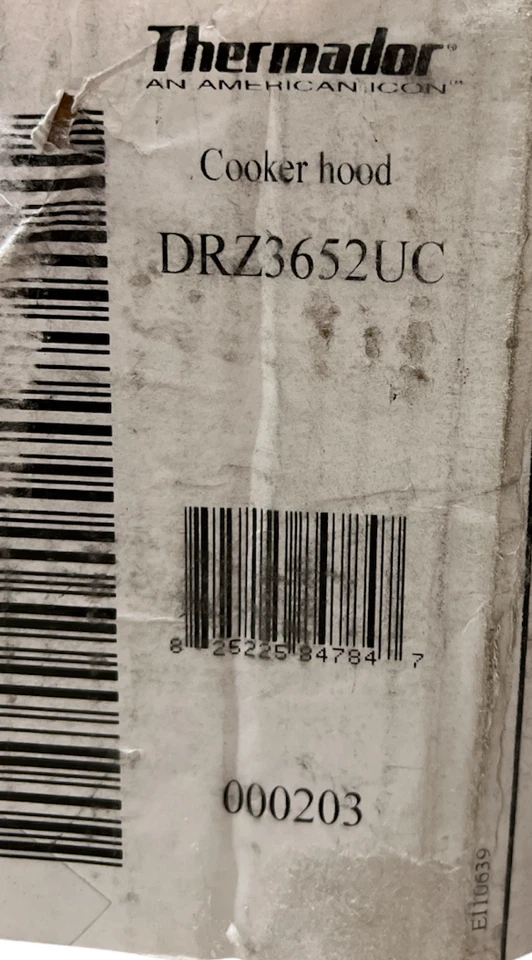 Thermador®
AN AMERICAN ICON™
Cooker hood
DRZ3652UC
8 25225 84784 7
000203
E110639